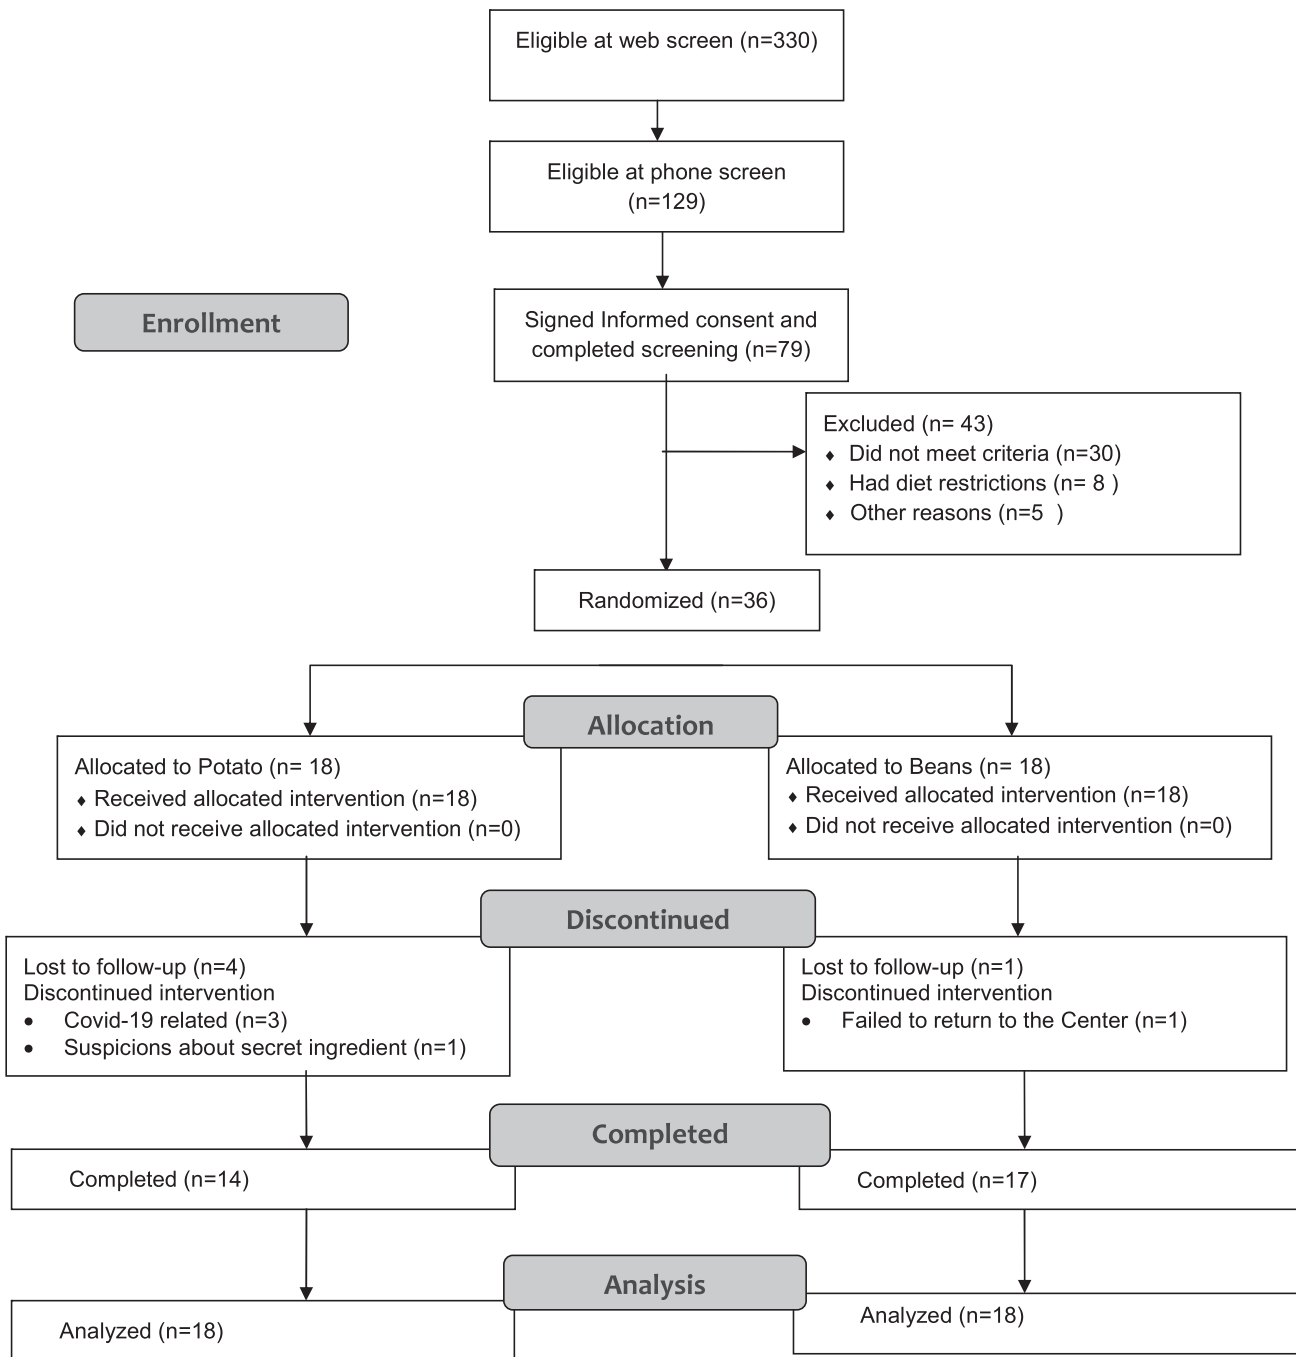 Eligible at web screen (n=330)
Eligible at phone screen
(n=129)
Enrollment
Signed Informed consent and
completed screening (n=79)
Excluded (n= 43)
♦ Did not meet criteria (n=30)
♦ Had diet restrictions (n= 8 )
♦ Other reasons (n=5 )
Randomized (n=36)
Allocation
Allocated to Potato (n= 18)
♦ Received allocated intervention (n=18)
♦ Did not receive allocated intervention (n=0)
Allocated to Beans (n= 18)
♦ Received allocated intervention (n=18)
♦ Did not receive allocated intervention (n=0)
Discontinued
Lost to follow-up (n=4)
Discontinued intervention
• Covid-19 related (n=3)
• Suspicions about secret ingredient (n=1)
Lost to follow-up (n=1)
Discontinued intervention
• Failed to return to the Center (n=1)
Completed
Completed (n=14)
Completed (n=17)
Analysis
Analyzed (n=18)
Analyzed (n=18)